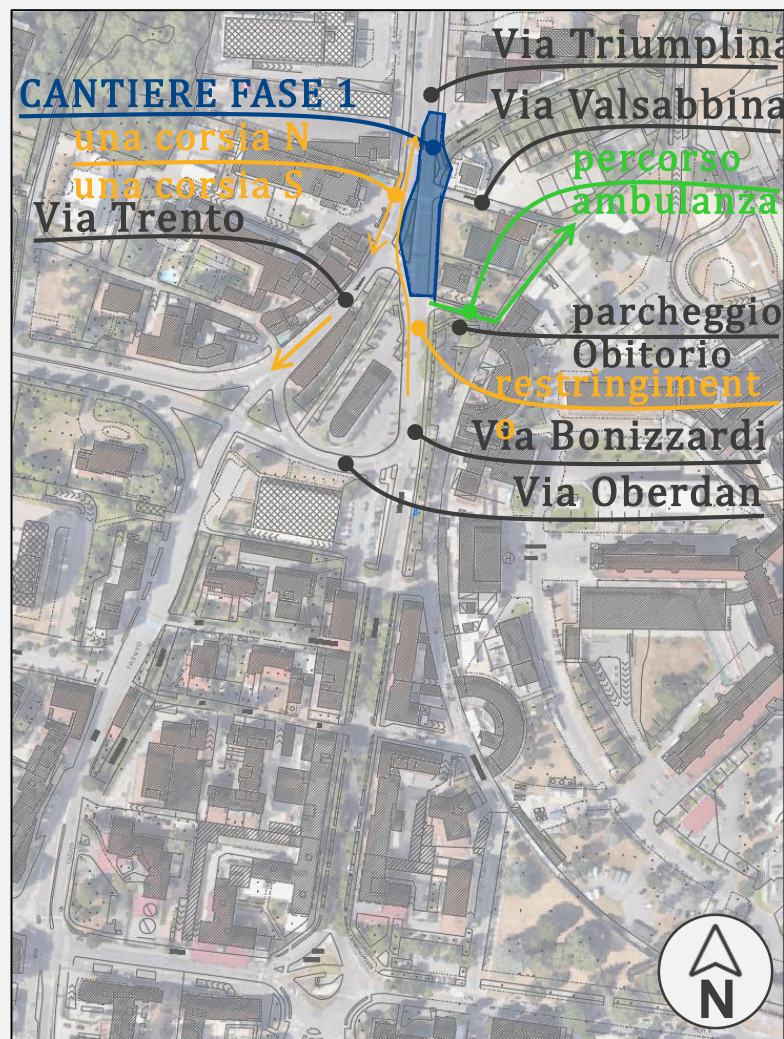 Via Triumplina
CANTIERE FASE 1
Via Valsabbina
una corsia N
una corsia S
percorso
ambulanza
Via Trento
parcheggio
Obitorio
restringiment
o
Via Bonizzardi
Via Oberdan
TRENTO
N